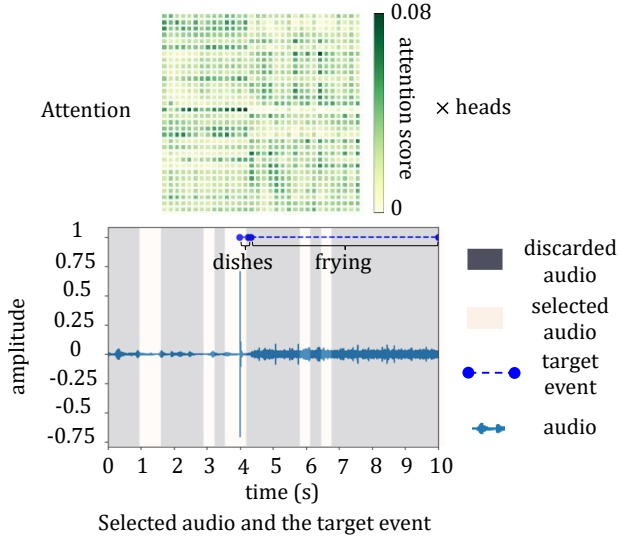 0.08
Attention
attention score
× heads
0
1
0.75
0.5
0.25
0
-0.25
-0.5
-0.75
amplitude
dishes
frying
0 1 2 3 4 5 6 7 8 9 10
time (s)
discarded
audio
selected
audio
target
event
audio
Selected audio and the target event